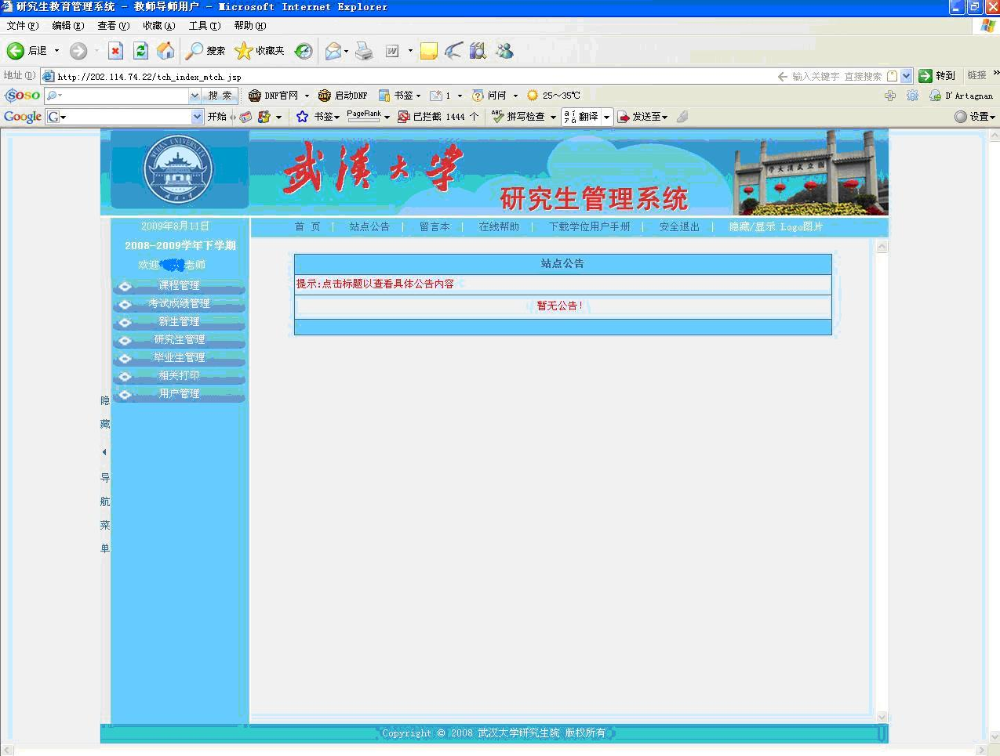 研究生教育管理系统 - 教师导师用户 - Microsoft Internet Explorer
文件(F) 编辑(E) 查看(V) 收藏(A) 工具(T) 帮助(H)
后退 搜索 收藏夹
地址(D) http://202.114.74.22/tch_index_mtch.jsp 输入关键字 直接搜索 转到 链接 »
SOSO 搜 索 DNF官网 启动DNF 书签 1 问问 25～35℃ D'Artagnan
Google G 开始 书签 PageRank 已拦截 1444 个 ABC 拼写检查 翻译 发送至 设置
WUHAN UNIVERSITY
武漢大学
研究生管理系统
2009年8月11日
首 页 | 站点公告 | 留言本 | 在线帮助 | 下载学位用户手册 | 安全退出 | 隐藏/显示 Logo图片
2008-2009学年下学期
欢迎 老师
课程管理
考试成绩管理
新生管理
研究生管理
毕业生管理
相关打印
用户管理
隐藏导航菜单
站点公告
提示:点击标题以查看具体公告内容
暂无公告!
Copyright © 2008 武汉大学研究生院 版权所有